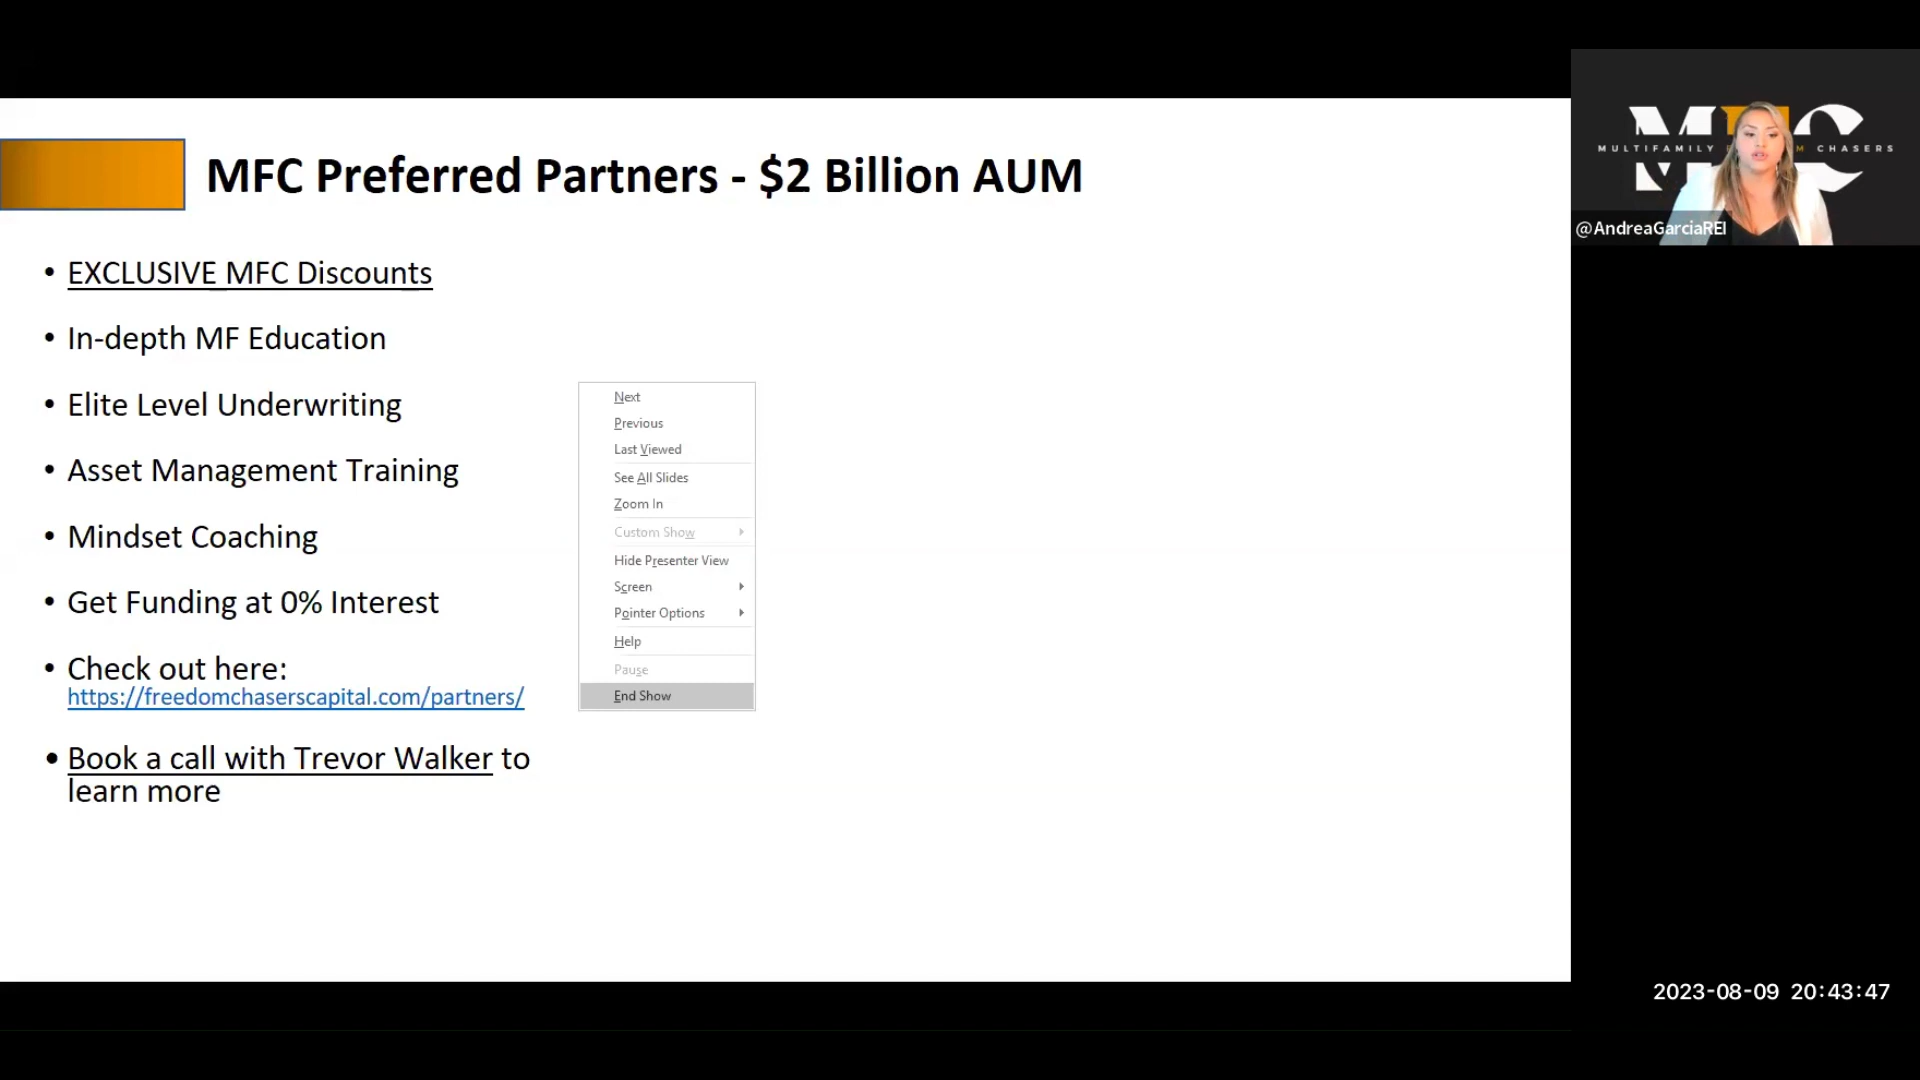 MFC Preferred Partners - $2 Billion AUM
• EXCLUSIVE MFC Discounts
• In-depth MF Education
• Elite Level Underwriting
• Asset Management Training
• Mindset Coaching
• Get Funding at 0% Interest
• Check out here:
https://freedomchaserscapital.com/partners/
• Book a call with Trevor Walker to
learn more
Next
Previous
Last Viewed
See All Slides
Zoom In
Custom Show
Hide Presenter View
Screen
Pointer Options
Help
Pause
End Show
MULTIFAMILY CHASERS
@AndreaGarciaREI
2023-08-09 20:43:47